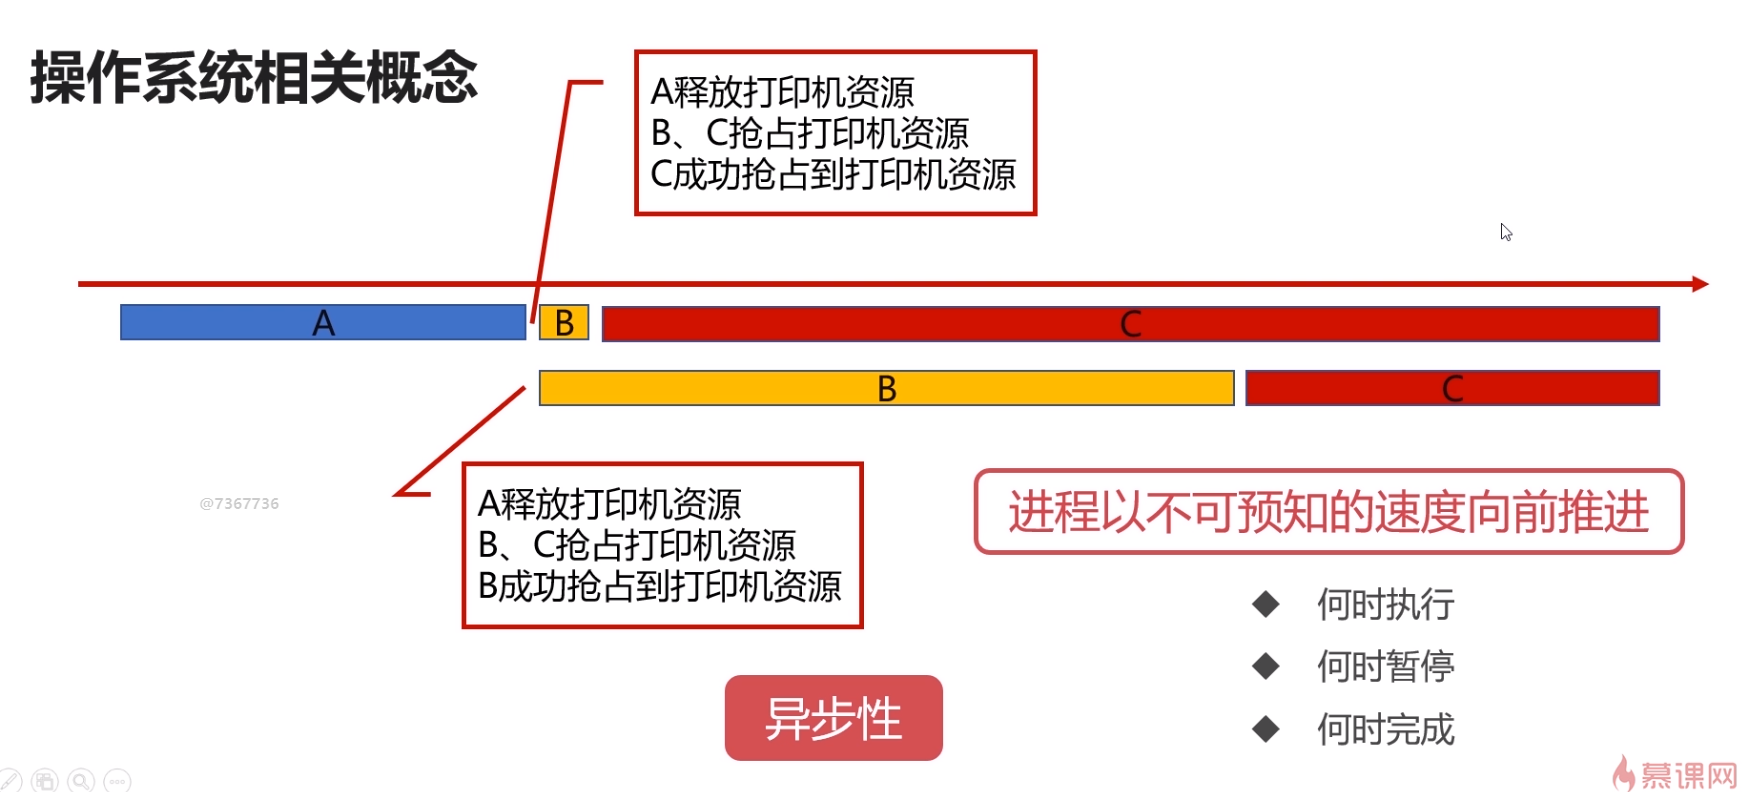 操作系统相关概念
A释放打印机资源
B、C抢占打印机资源
C成功抢占到打印机资源
A
B
C
B
C
A释放打印机资源
B、C抢占打印机资源
B成功抢占到打印机资源
@7367736
进程以不可预知的速度向前推进
何时执行
何时暂停
何时完成
异步性
慕课网